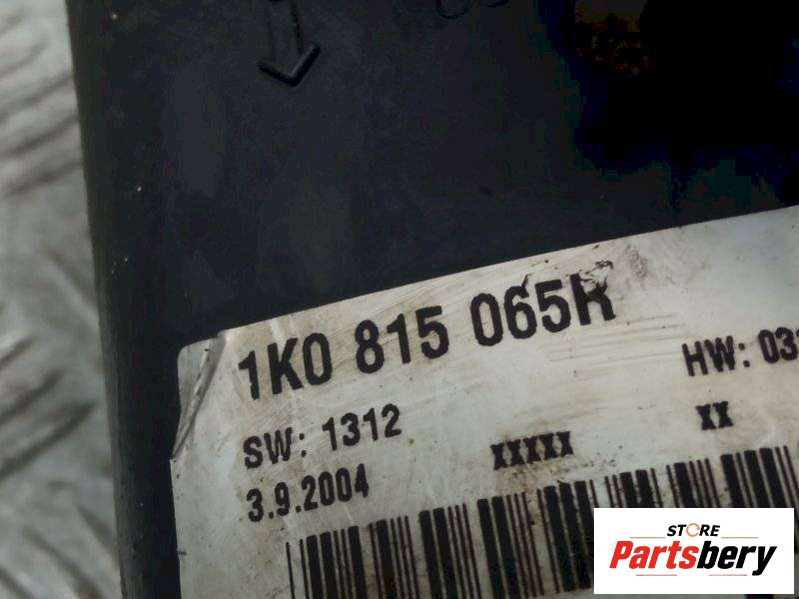 1K0 815 065R
HW: 03
SW: 1312
XXXXX
XX
3.9.2004
STORE
Partsbery